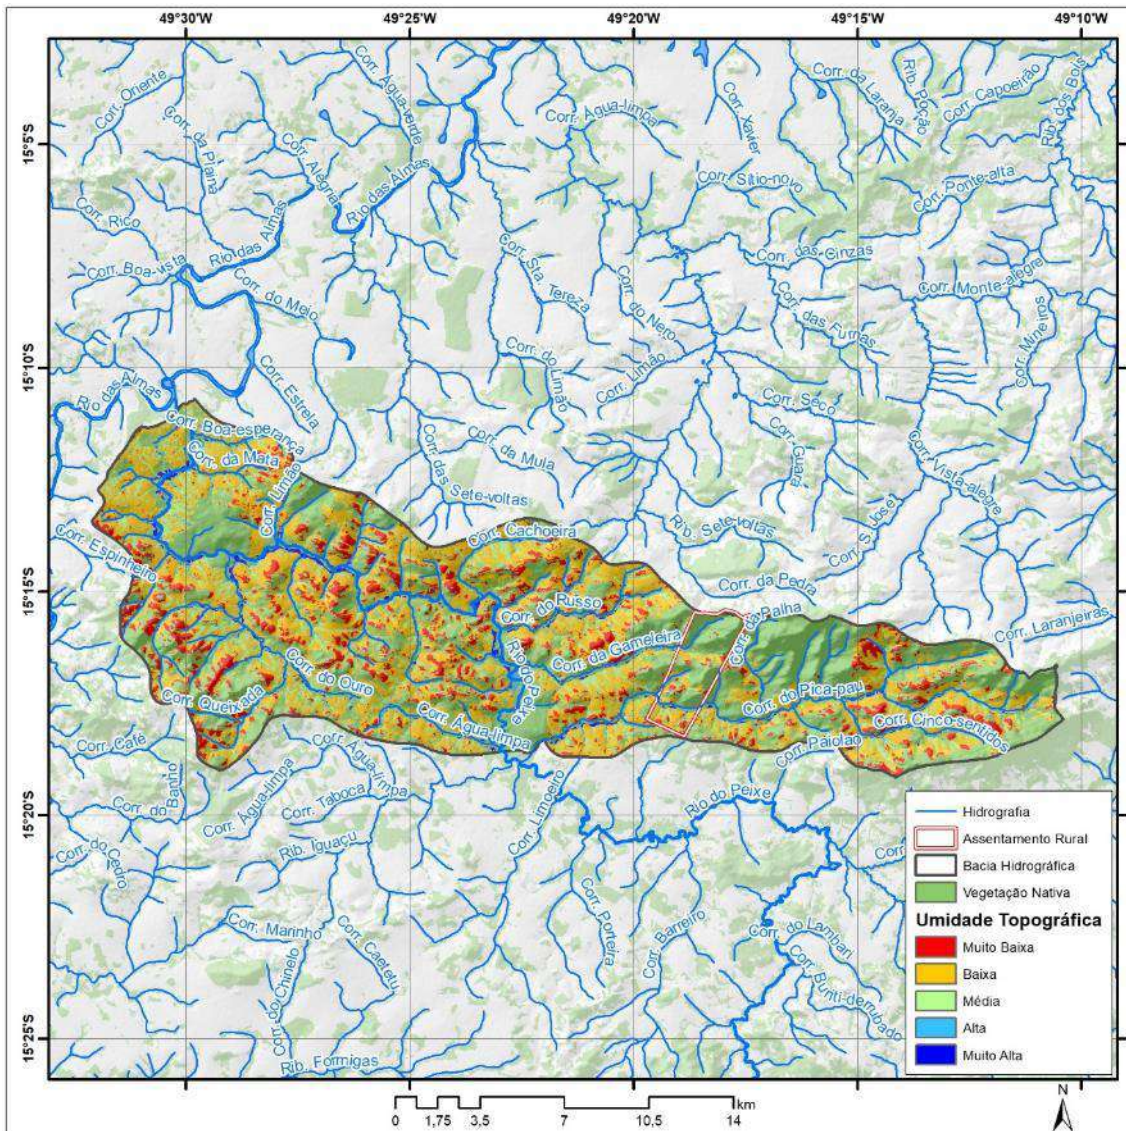 49°30'W
49°25'W
49°20'W
49°15'W
49°10'W
15°5'S
15°10'S
15°15'S
15°20'S
15°25'S
Corr. Oriente
Corr. Água-verde
Corr. da Plaina
Corr. Alegria
Rio das Almas
Corr. Água-limpa
Corr. Xavier
Corr. da Laranja
Rib. Poção
Corr. Capoeirão
Rib. dos Bois
Corr. Sítio-novo
Corr. Ponte-alta
Corr. Rico
Rio das Almas
Corr. Boa-vista
Corr. do Meio
Corr. Sta. Tereza
Corr. do Nero
Corr. das Cinzas
Corr. Monte-alegre
Corr. das Furnas
Corr. Mineiros
Corr. do Limão
Corr. Limão
Rio das Almas
Corr. Estrela
Corr. Seco
Corr. Guará
Corr. Boa-esperança
Corr. da Mata
Corr. Limão
Corr. da Mula
Corr. das Sete-voltas
Corr. Vista-alegre
Corr. S. José
Rib. Sete-voltas
Corr. Cachoeira
Corr. Espinheiro
Corr. da Pedra
Corr. do Russo
Corr. da Palha
Corr. Laranjeiras
Corr. da Gameleira
Rio do Peixe
Corr. do Ouro
Corr. Queixada
Corr. do Pica-pau
Corr. Água-limpa
Corr. Cinco-sentidos
Corr. Paiolão
Corr. Café
Corr. do Banho
Corr. Água-limpa
Corr. Água-limpa
Corr. Taboca
Corr. Limoeiro
Rio do Peixe
Rib. Iguaçu
Corr. do Cedro
Corr.
Corr. Marinho
Corr. Caetetu
Corr. do Chinelo
Corr. Porteira
Corr. Barreiro
Corr. do Lambari
Corr. Buriti-derrubado
Rib. Formigas
Hidrografia
Assentamento Rural
Bacia Hidrográfica
Vegetação Nativa
Umidade Topográfica
Muito Baixa
Baixa
Média
Alta
Muito Alta
N
km
0 1,75 3,5 7 10,5 14